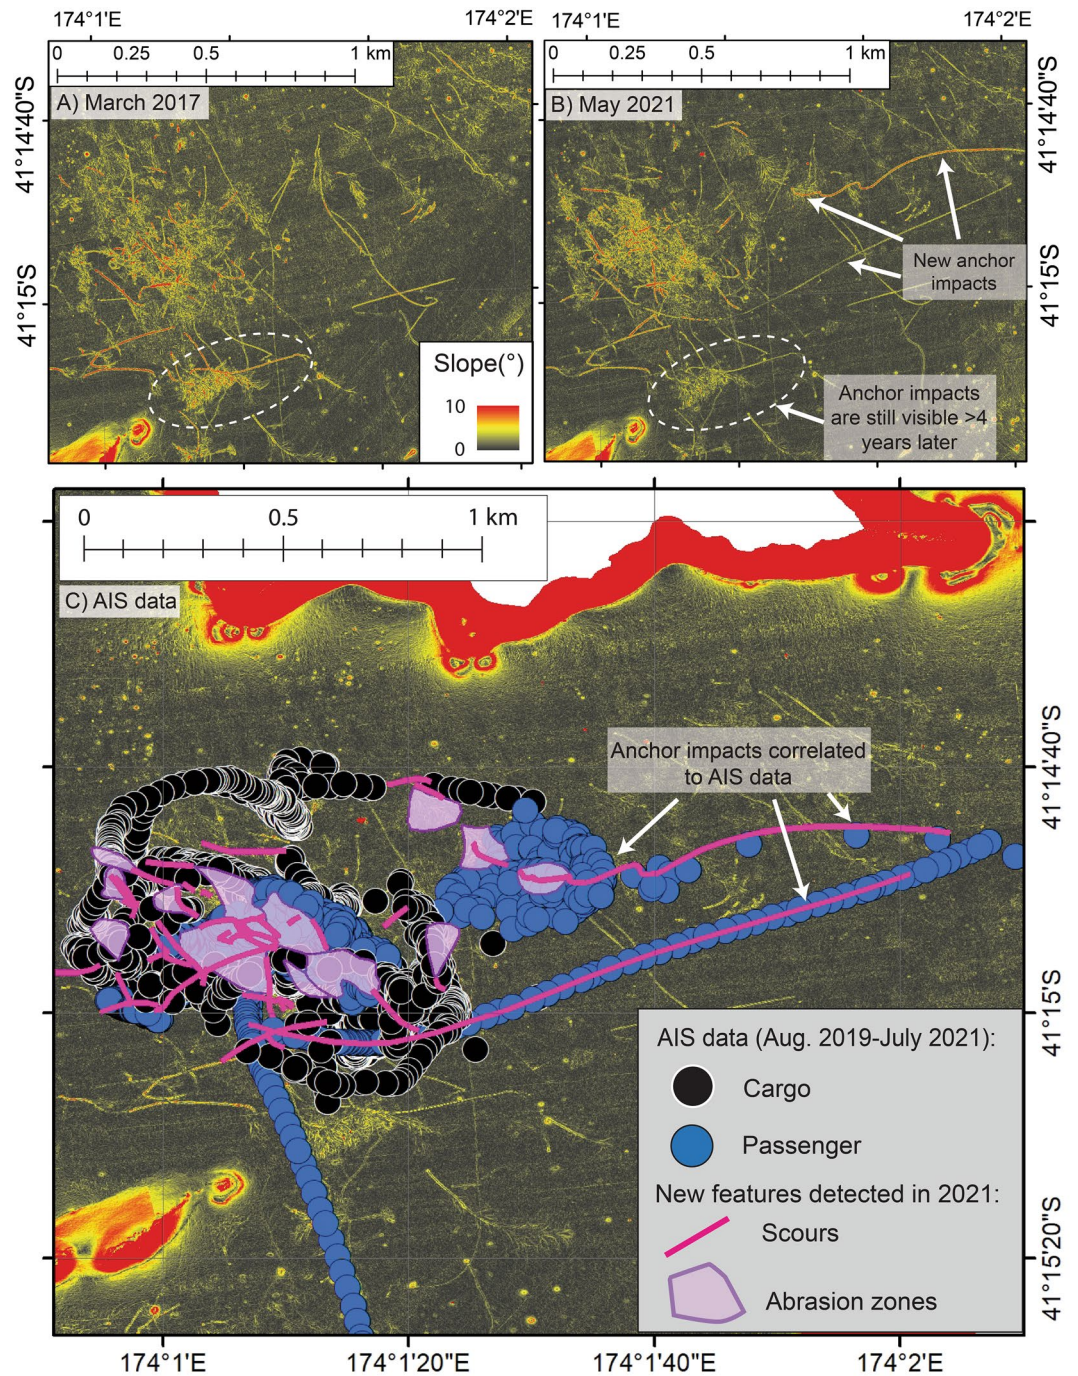 174°1'E
174°2'E
174°1'E
174°2'E
0 0.25 0.5 1 km
0 0.25 0.5 1 km
A) March 2017
B) May 2021
41°14'40"S
41°15'S
41°14'40"S
41°15'S
New anchor
impacts
Slope(°)
10
0
Anchor impacts
are still visible >4
years later
0 0.5 1 km
C) AIS data
Anchor impacts correlated
to AIS data
41°14'40"S
41°15'S
41°15'20"S
AIS data (Aug. 2019-July 2021):
Cargo
Passenger
New features detected in 2021:
Scours
Abrasion zones
174°1'E
174°1'20"E
174°1'40"E
174°2'E